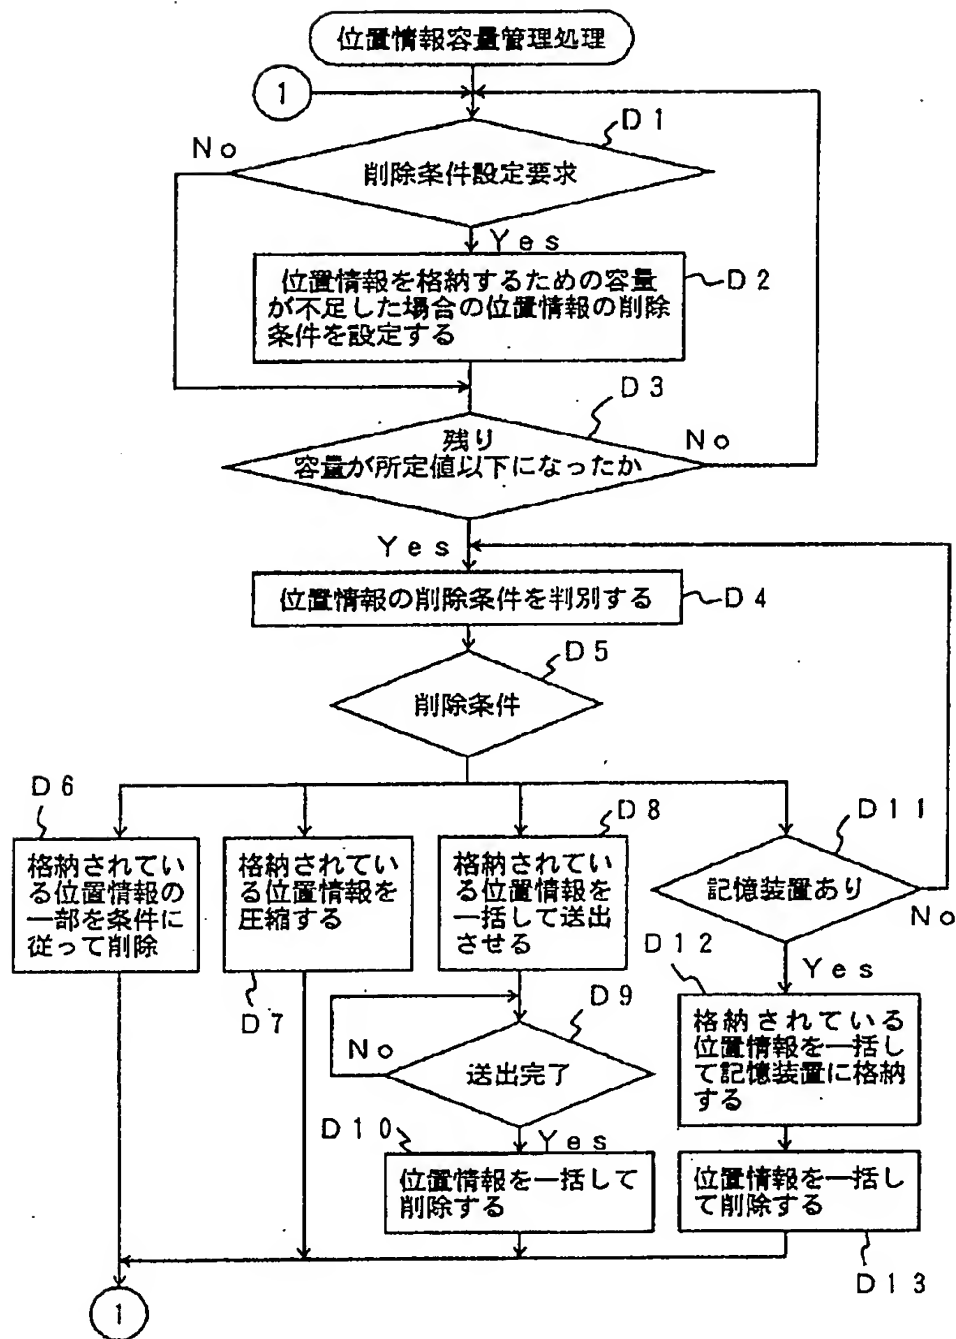 位置情報容量管理処理
1
D1
No
削除条件設定要求
Yes
位置情報を格納するための容量
が不足した場合の位置情報の削除
条件を設定する
D2
D3
残り
容量が所定値以下になったか
No
Yes
位置情報の削除条件を判別する
D4
D5
削除条件
D6
格納されてい
る位置情報の
一部を条件に
従って削除
格納されてい
る位置情報を
圧縮する
D7
D8
格納されてい
る位置情報を
一括して送出
させる
D9
No
送出完了
Yes
D10
位置情報を一括して
削除する
D11
記憶装置あり
No
Yes
D12
格納されている
位置情報を一括し
て記憶装置に格納
する
位置情報を一括し
て削除する
D13
1